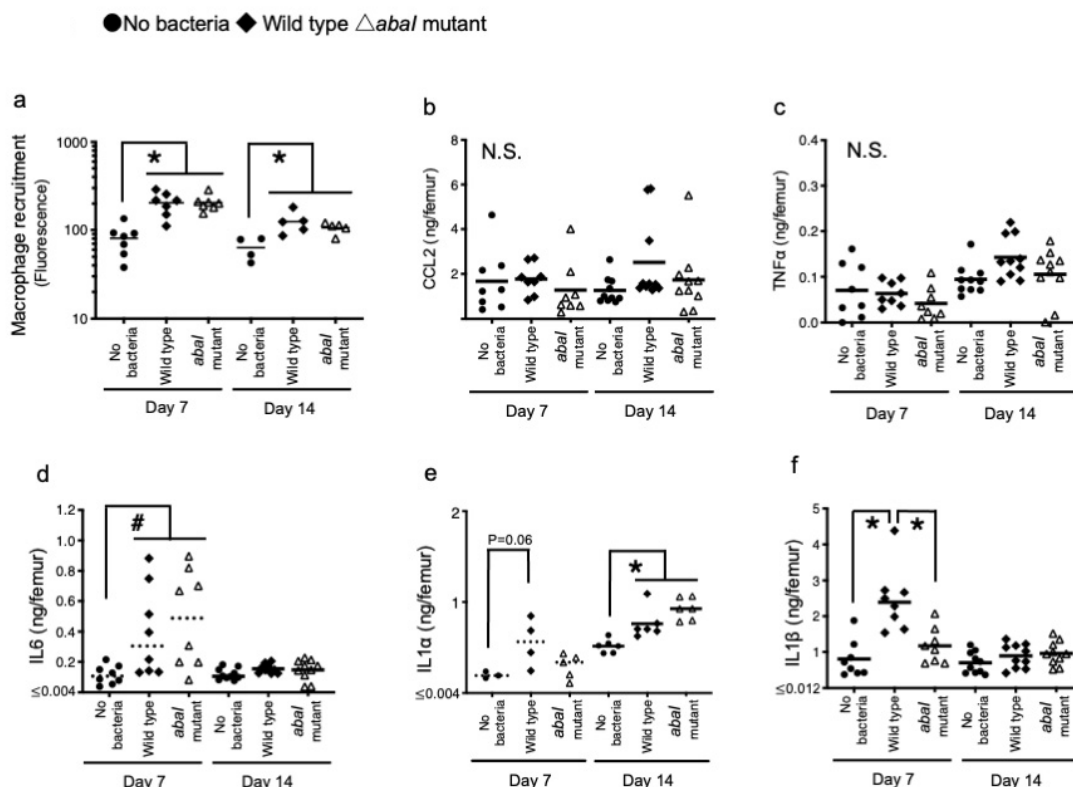 No bacteria Wild type abaI mutant
a
Macrophage recruitment
(Fluorescence)
1000
100
10
*
*
No
bacteria
Wild type
abaI
mutant
No
bacteria
Wild type
abaI
mutant
Day 7
Day 14
b
CCL2 (ng/femur)
8
6
4
2
0
N.S.
No
bacteria
Wild type
abaI
mutant
No
bacteria
Wild type
abaI
mutant
Day 7
Day 14
c
TNFα (ng/femur)
0.4
0.3
0.2
0.1
0.0
N.S.
No
bacteria
Wild type
abaI
mutant
No
bacteria
Wild type
abaI
mutant
Day 7
Day 14
d
IL6 (ng/femur)
1.2
1.0
0.8
0.6
0.4
0.2
≤0.004
#
No
bacteria
Wild type
abaI
mutant
No
bacteria
Wild type
abaI
mutant
Day 7
Day 14
e
IL1α (ng/femur)
2
1
≤0.004
P=0.06
*
No
bacteria
Wild type
abaI
mutant
No
bacteria
Wild type
abaI
mutant
Day 7
Day 14
f
IL1β (ng/femur)
5
4
3
2
1
≤0.012
* *
No
bacteria
Wild type
abaI
mutant
No
bacteria
Wild type
abaI
mutant
Day 7
Day 14